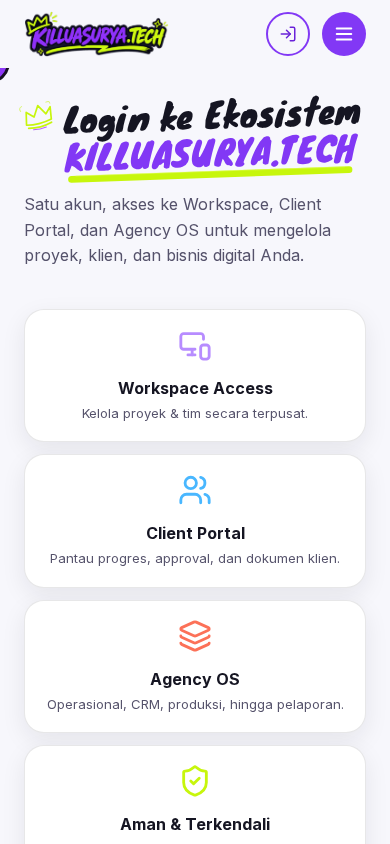 KILLUASURYA.TECH
Login ke Ekosistem
KILLUASURYA.TECH
Satu akun, akses ke Workspace, Client
Portal, dan Agency OS untuk mengelola
proyek, klien, dan bisnis digital Anda.
Workspace Access
Kelola proyek & tim secara terpusat.
Client Portal
Pantau progres, approval, dan dokumen klien.
Agency OS
Operasional, CRM, produksi, hingga pelaporan.
Aman & Terkendali